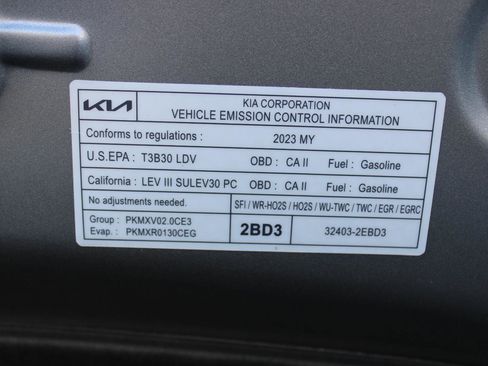 KIA
KIA CORPORATION
VEHICLE EMISSION CONTROL INFORMATION
Conforms to regulations : 2023 MY
U.S.EPA : T3B30 LDV OBD : CA II Fuel : Gasoline
California : LEV III SULEV30 PC OBD : CA II Fuel : Gasoline
No adjustments needed. SFI / WR-HO2S / HO2S / WU-TWC / TWC / EGR / EGRC
Group : PKMXV02.0CE3
Evap. : PKMXR0130CEG
2BD3 32403-2EBD3